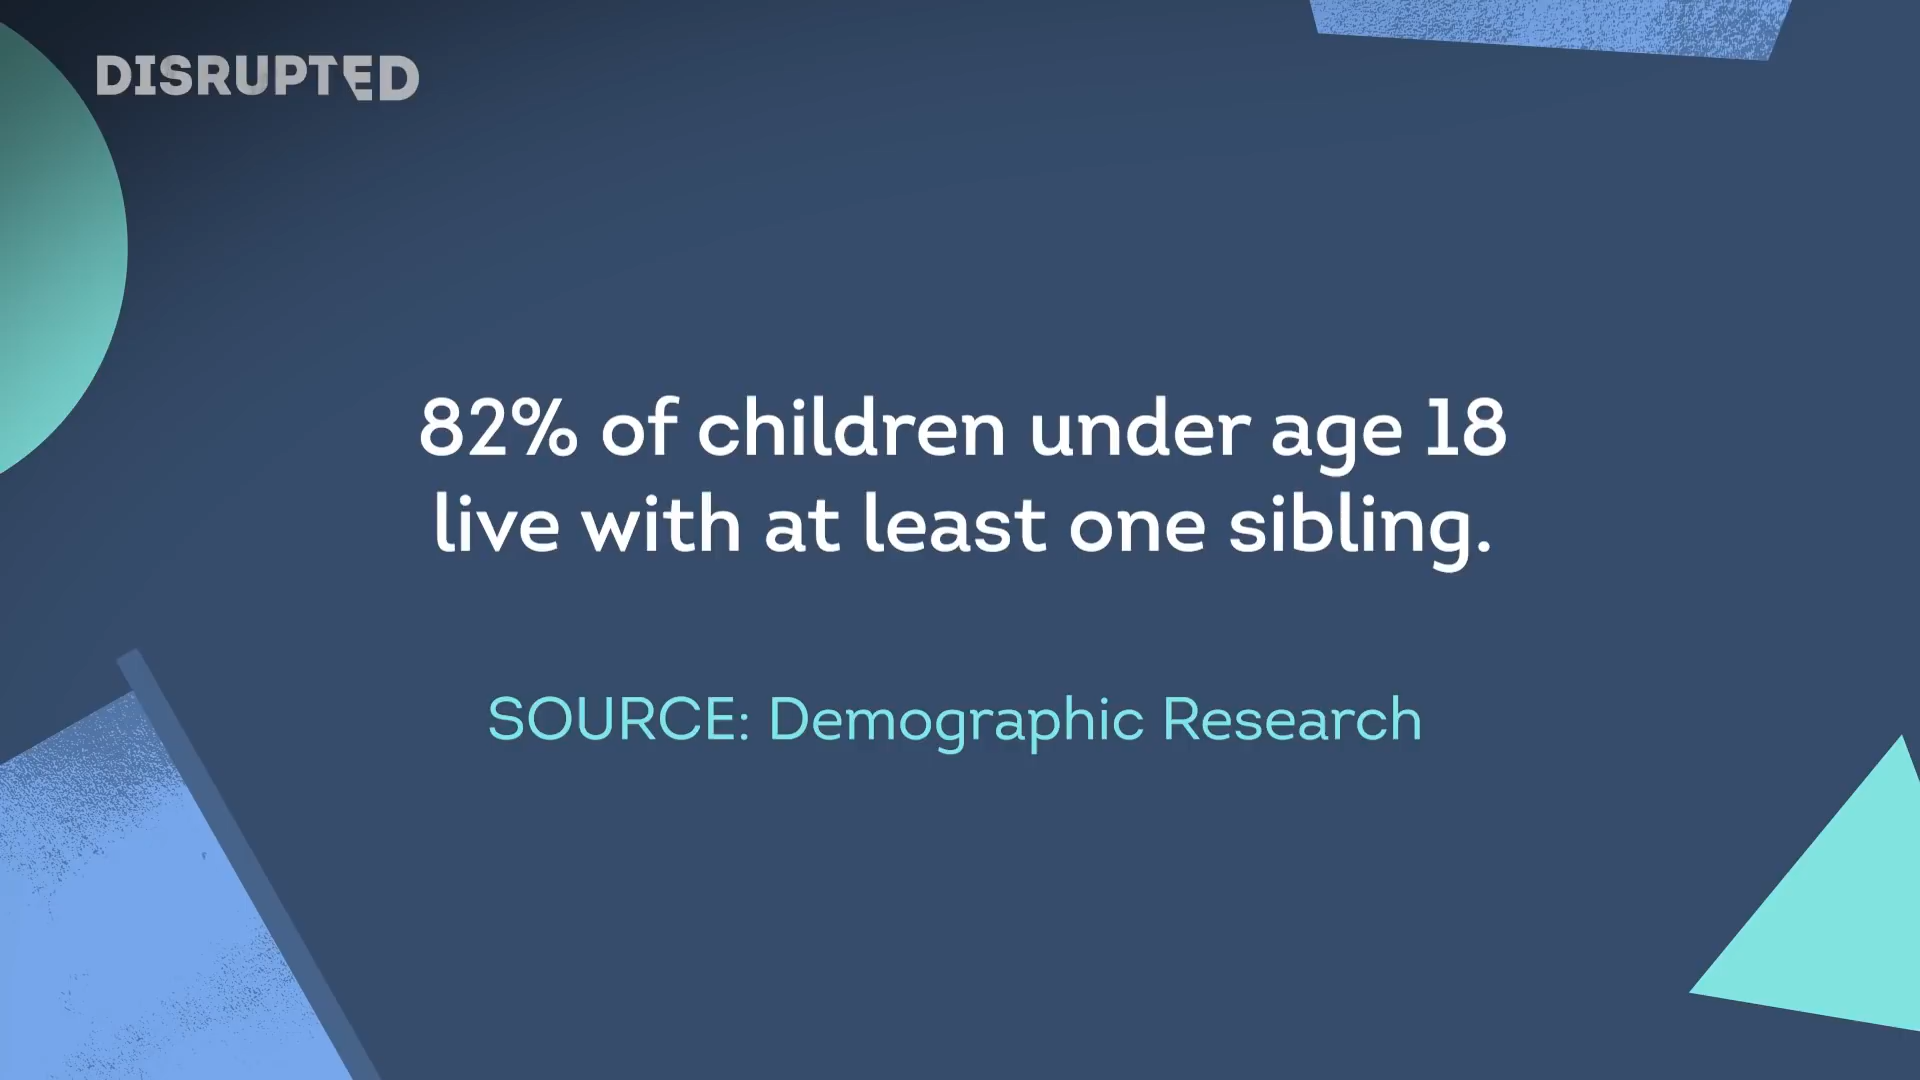 DISRUPTED
82% of children under age 18
live with at least one sibling.
SOURCE: Demographic Research